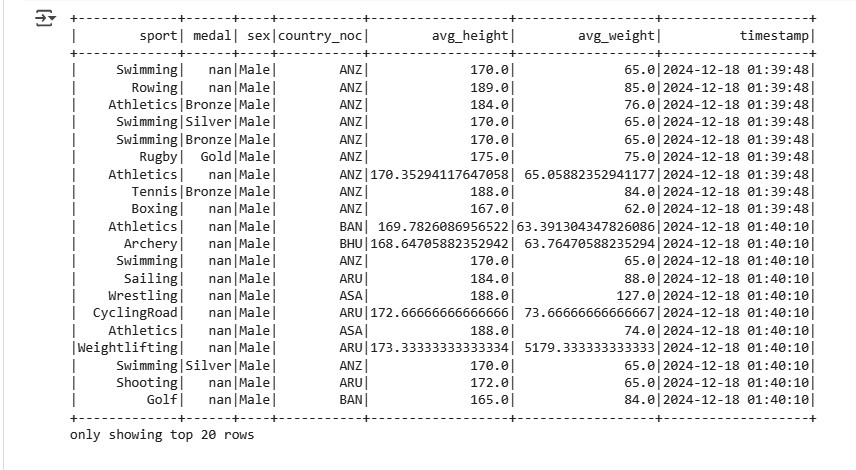 +-------------+------+----+-----------+------------------+-----------------+-------------------+
|        sport| medal| sex|country_noc|        avg_height|       avg_weight|          timestamp|
+-------------+------+----+-----------+------------------+-----------------+-------------------+
|     Swimming|   nan|Male|        ANZ|             170.0|             65.0|2024-12-18 01:39:48|
|       Rowing|   nan|Male|        ANZ|             189.0|             85.0|2024-12-18 01:39:48|
|    Athletics|Bronze|Male|        ANZ|             184.0|             76.0|2024-12-18 01:39:48|
|     Swimming|Silver|Male|        ANZ|             170.0|             65.0|2024-12-18 01:39:48|
|     Swimming|Bronze|Male|        ANZ|             170.0|             65.0|2024-12-18 01:39:48|
|        Rugby|  Gold|Male|        ANZ|             175.0|             75.0|2024-12-18 01:39:48|
|    Athletics|   nan|Male|        ANZ|170.35294117647058| 65.05882352941177|2024-12-18 01:39:48|
|       Tennis|Bronze|Male|        ANZ|             188.0|             84.0|2024-12-18 01:39:48|
|       Boxing|   nan|Male|        ANZ|             167.0|             62.0|2024-12-18 01:39:48|
|    Athletics|   nan|Male|        BAN| 169.7826086956522|63.391304347826086|2024-12-18 01:40:10|
|      Archery|   nan|Male|        BHU|168.64705882352942| 63.76470588235294|2024-12-18 01:40:10|
|     Swimming|   nan|Male|        ANZ|             170.0|             65.0|2024-12-18 01:40:10|
|      Sailing|   nan|Male|        ARU|             184.0|             88.0|2024-12-18 01:40:10|
|    Wrestling|   nan|Male|        ASA|             188.0|            127.0|2024-12-18 01:40:10|
|  CyclingRoad|   nan|Male|        ARU|172.66666666666666| 73.66666666666667|2024-12-18 01:40:10|
|    Athletics|   nan|Male|        ASA|             188.0|             74.0|2024-12-18 01:40:10|
|Weightlifting|   nan|Male|        ARU|173.33333333333334| 5179.333333333333|2024-12-18 01:40:10|
|     Swimming|Silver|Male|        ANZ|             170.0|             65.0|2024-12-18 01:40:10|
|     Shooting|   nan|Male|        ARU|             172.0|             65.0|2024-12-18 01:40:10|
|         Golf|   nan|Male|        BAN|             165.0|             84.0|2024-12-18 01:40:10|
+-------------+------+----+-----------+------------------+-----------------+-------------------+
only showing top 20 rows